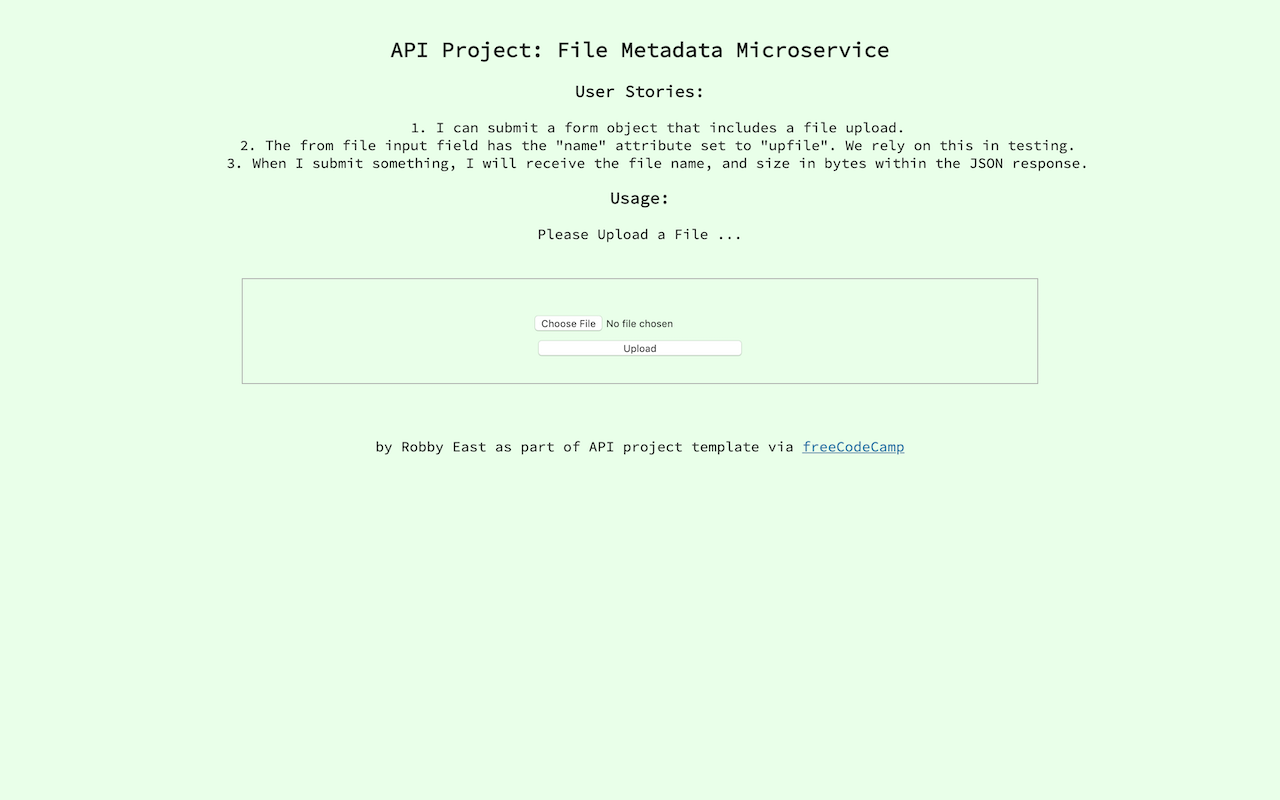 API Project: File Metadata Microservice
User Stories:
1. I can submit a form object that includes a file upload.
2. The from file input field has the "name" attribute set to "upfile". We rely on this in testing.
3. When I submit something, I will receive the file name, and size in bytes within the JSON response.
Usage:
Please Upload a File ...
Choose File No file chosen
Upload
by Robby East as part of API project template via freeCodeCamp